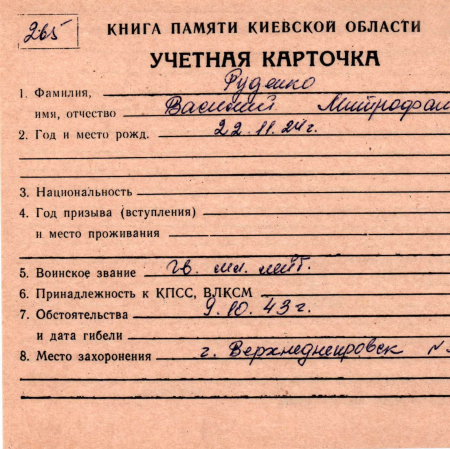 265
КНИГА ПАМЯТИ КИЕВСКОЙ ОБЛАСТИ
УЧЕТНАЯ КАРТОЧКА
1. Фамилия, Руденко
имя, отчество Василий Митрофан
2. Год и место рожд. 22.11.24г.
3. Национальность
4. Год призыва (вступления)
и место проживания
5. Воинское звание гв. мл. лейт.
6. Принадлежность к КПСС, ВЛКСМ
7. Обстоятельства 9.10.43г.
и дата гибели
8. Место захоронения г. Верхнеднепровск